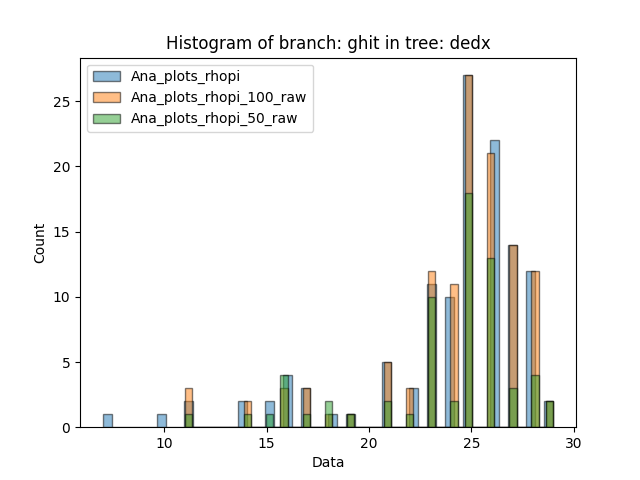 Histogram of branch: ghit in tree: dedx
Ana_plots_rhopi
Ana_plots_rhopi_100_raw
Ana_plots_rhopi_50_raw
Count
25
20
15
10
5
0
10 15 20 25 30
Data